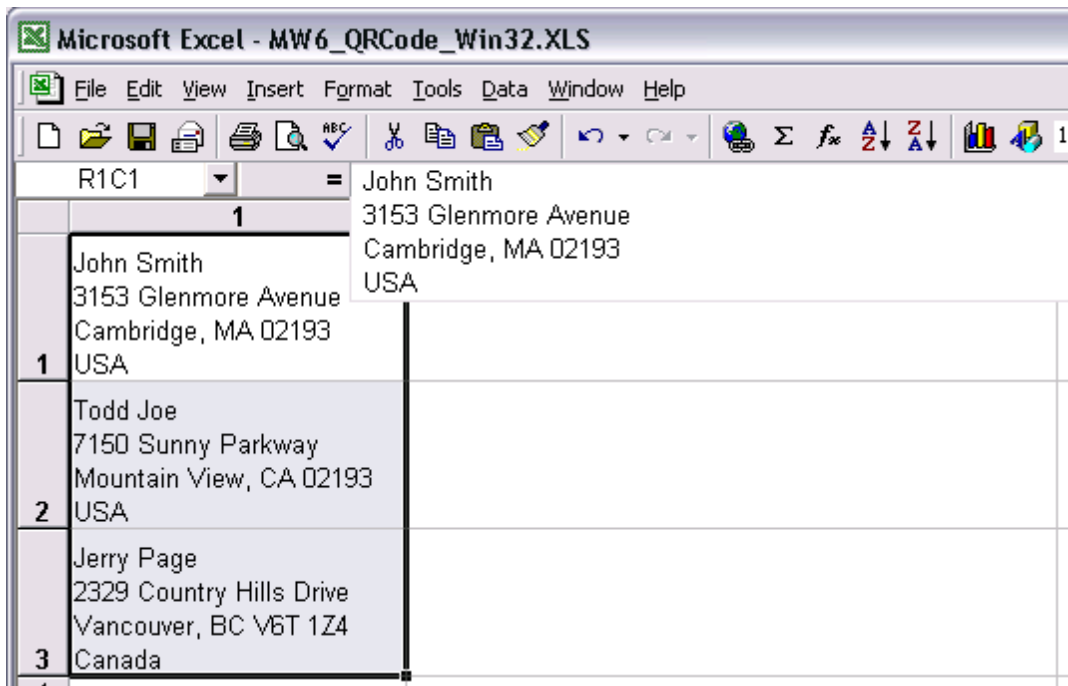 Microsoft Excel - MW6_QRCode_Win32.XLS
File Edit View Insert Format Tools Data Window Help
ABC Σ fx A Z Z A 1
R1C1 = John Smith
3153 Glenmore Avenue
Cambridge, MA 02193
USA
1
John Smith
3153 Glenmore Avenue
Cambridge, MA 02193
1 USA
Todd Joe
7150 Sunny Parkway
Mountain View, CA 02193
2 USA
Jerry Page
2329 Country Hills Drive
Vancouver, BC V6T 1Z4
3 Canada